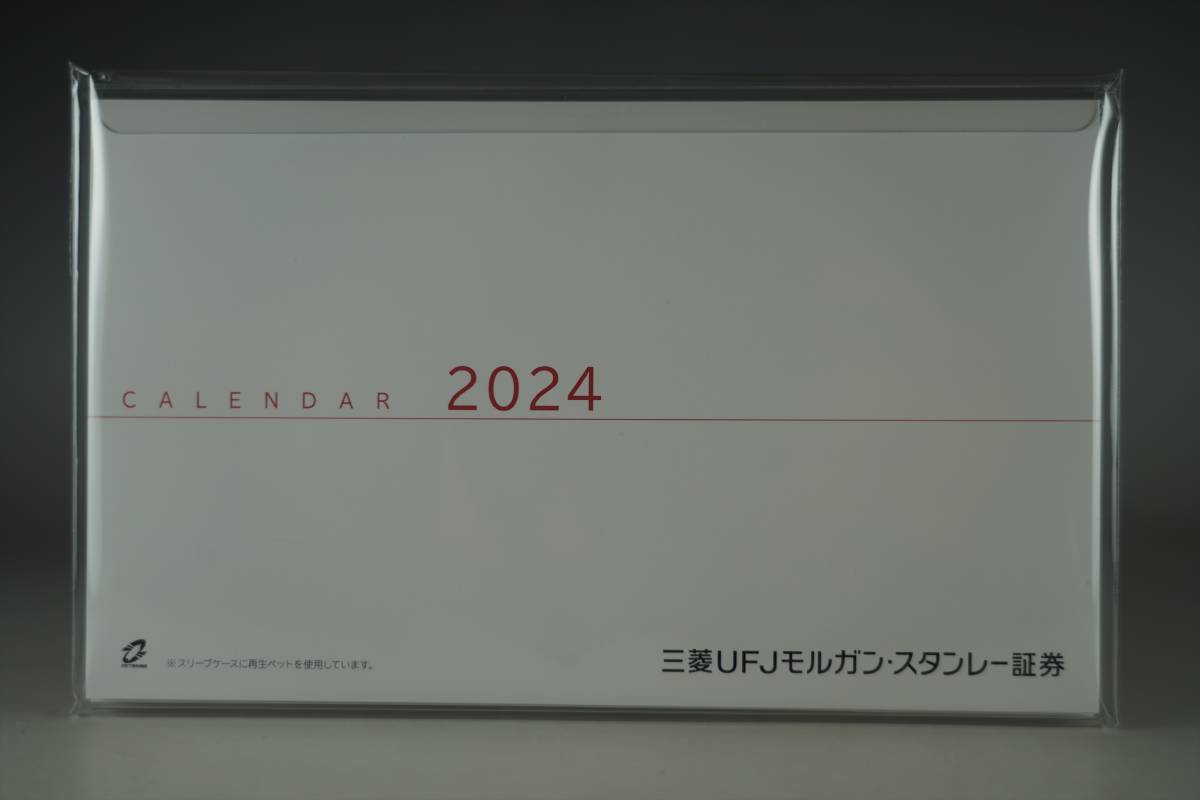 CALENDAR 2024
※スリーブケースに再生ペットを使用しています。
三菱UFJモルガン・スタンレー証券